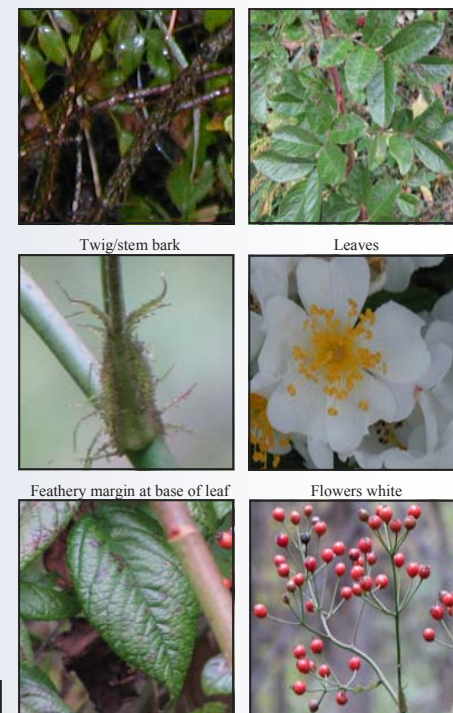 Twig/stem bark
Leaves
Feathery margin at base of leaf
Flowers white